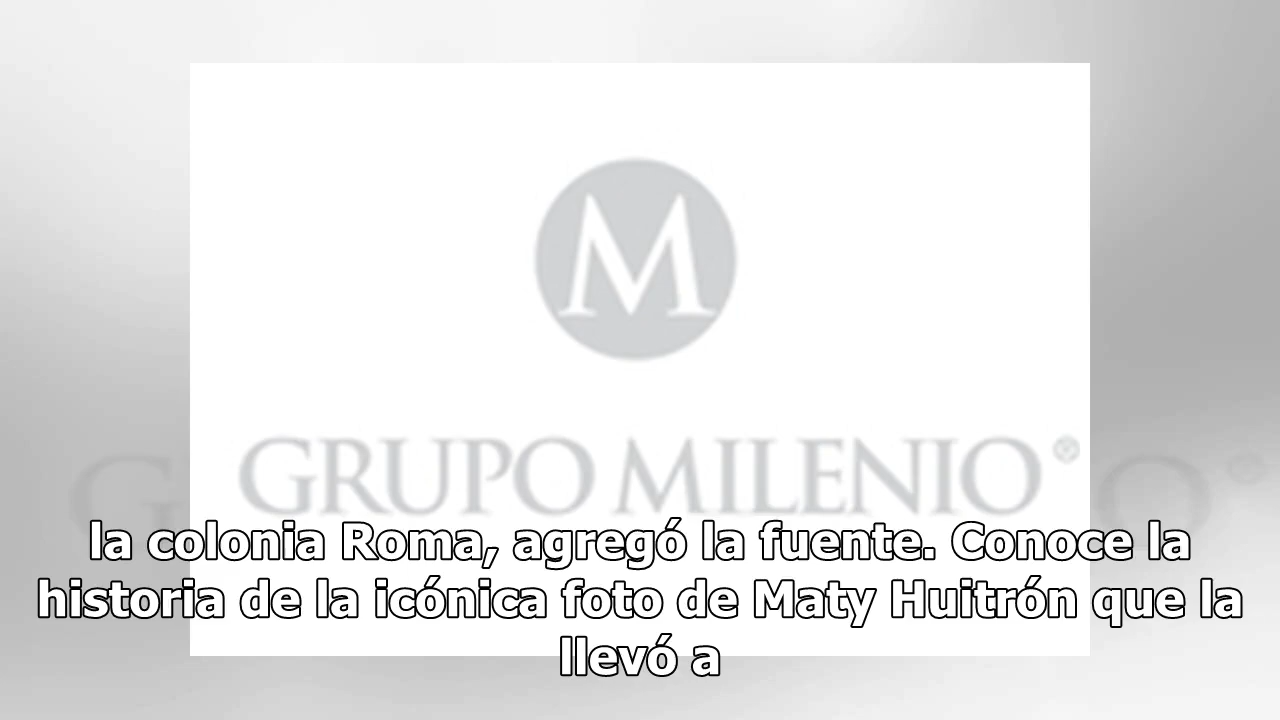 M
GRUPO MILENIO®
la colonia Roma, agregó la fuente. Conoce la
historia de la icónica foto de Maty Huitrón que la
llevó a